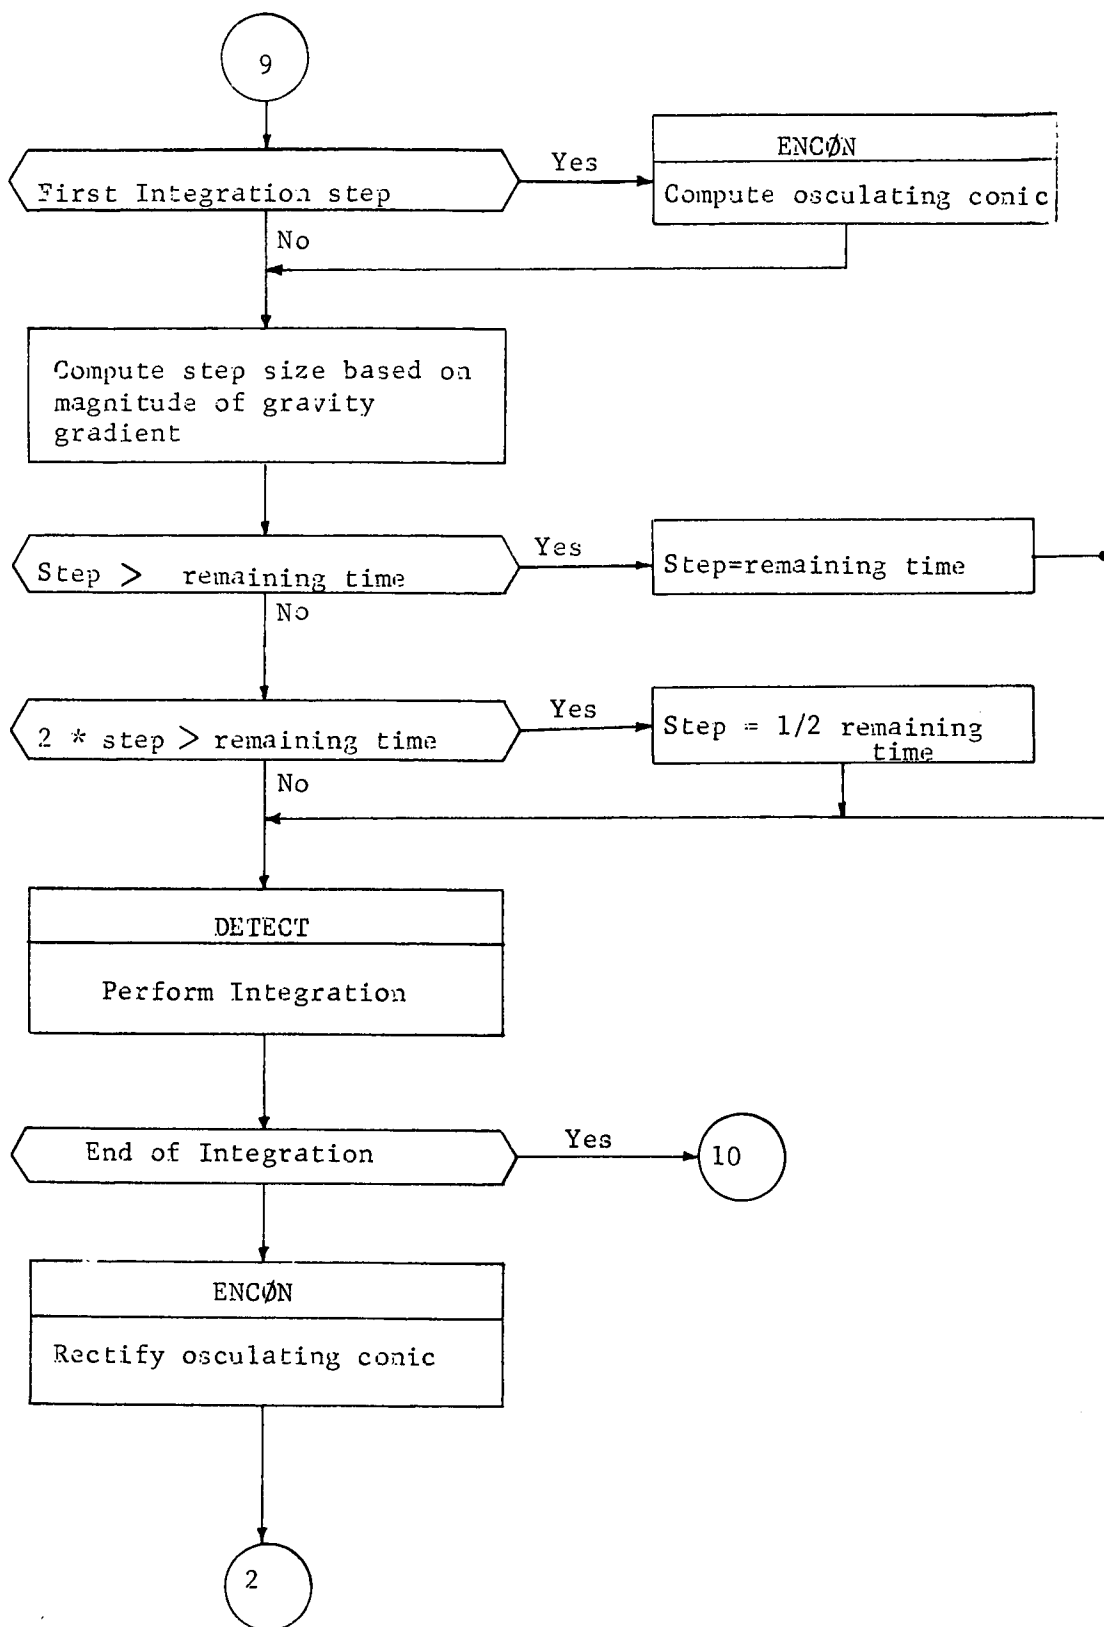 9
First Integration step
Yes
ENCØN
Compute osculating conic
No
Compute step size based on
magnitude of gravity
gradient
Step > remaining time
Yes
Step=remaining time
No
2 * step > remaining time
Yes
Step = 1/2 remaining
time
No
DETECT
Perform Integration
End of Integration
Yes
10
ENCØN
Rectify osculating conic
2